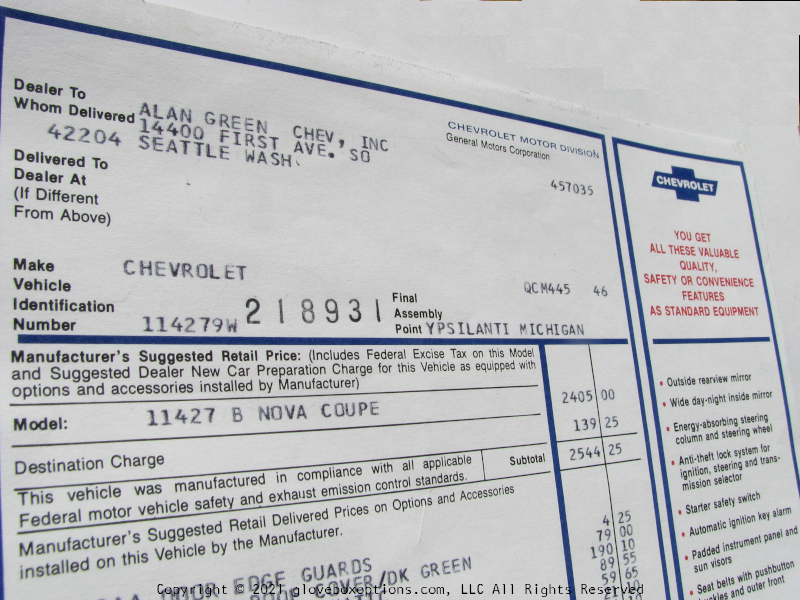 Dealer To
Whom Delivered ALAN GREEN CHEV, INC
14400 FIRST AVE. SO
42204 SEATTLE WASH.
Delivered To
Dealer At
(If Different
From Above)
CHEVROLET MOTOR DIVISION
General Motors Corporation
457035
Make CHEVROLET
Vehicle
Identification
Number 114279W 218931
QCM445 46
Final
Assembly
Point YPSILANTI MICHIGAN
Manufacturer's Suggested Retail Price: (Includes Federal Excise Tax on this Model
and Suggested Dealer New Car Preparation Charge for this Vehicle as equipped with
options and accessories installed by Manufacturer)
Model: 11427 B NOVA COUPE 2405 00
Destination Charge 139 25
Subtotal 2544 25
This vehicle was manufactured in compliance with all applicable
Federal motor vehicle safety and exhaust emission control standards.
Manufacturer's Suggested Retail Delivered Prices on Options and Accessories
installed on this Vehicle by the Manufacturer.
DOOR EDGE GUARDS 4 25
COVER/DK GREEN 79 00
190 10
89 55
59 65
CHEVROLET
YOU GET
ALL THESE VALUABLE
QUALITY,
SAFETY OR CONVENIENCE
FEATURES
AS STANDARD EQUIPMENT
• Outside rearview mirror
• Wide day-night inside mirror
• Energy-absorbing steering
column and steering wheel
• Anti-theft lock system for
ignition, steering and trans-
mission selector
• Starter safety switch
• Automatic ignition key alarm
• Padded instrument panel and
sun visors
• Seat belts with pushbutton
buckles and outer front
Copyright © 2021 gloveboxoptions.com, LLC All Rights Reserved